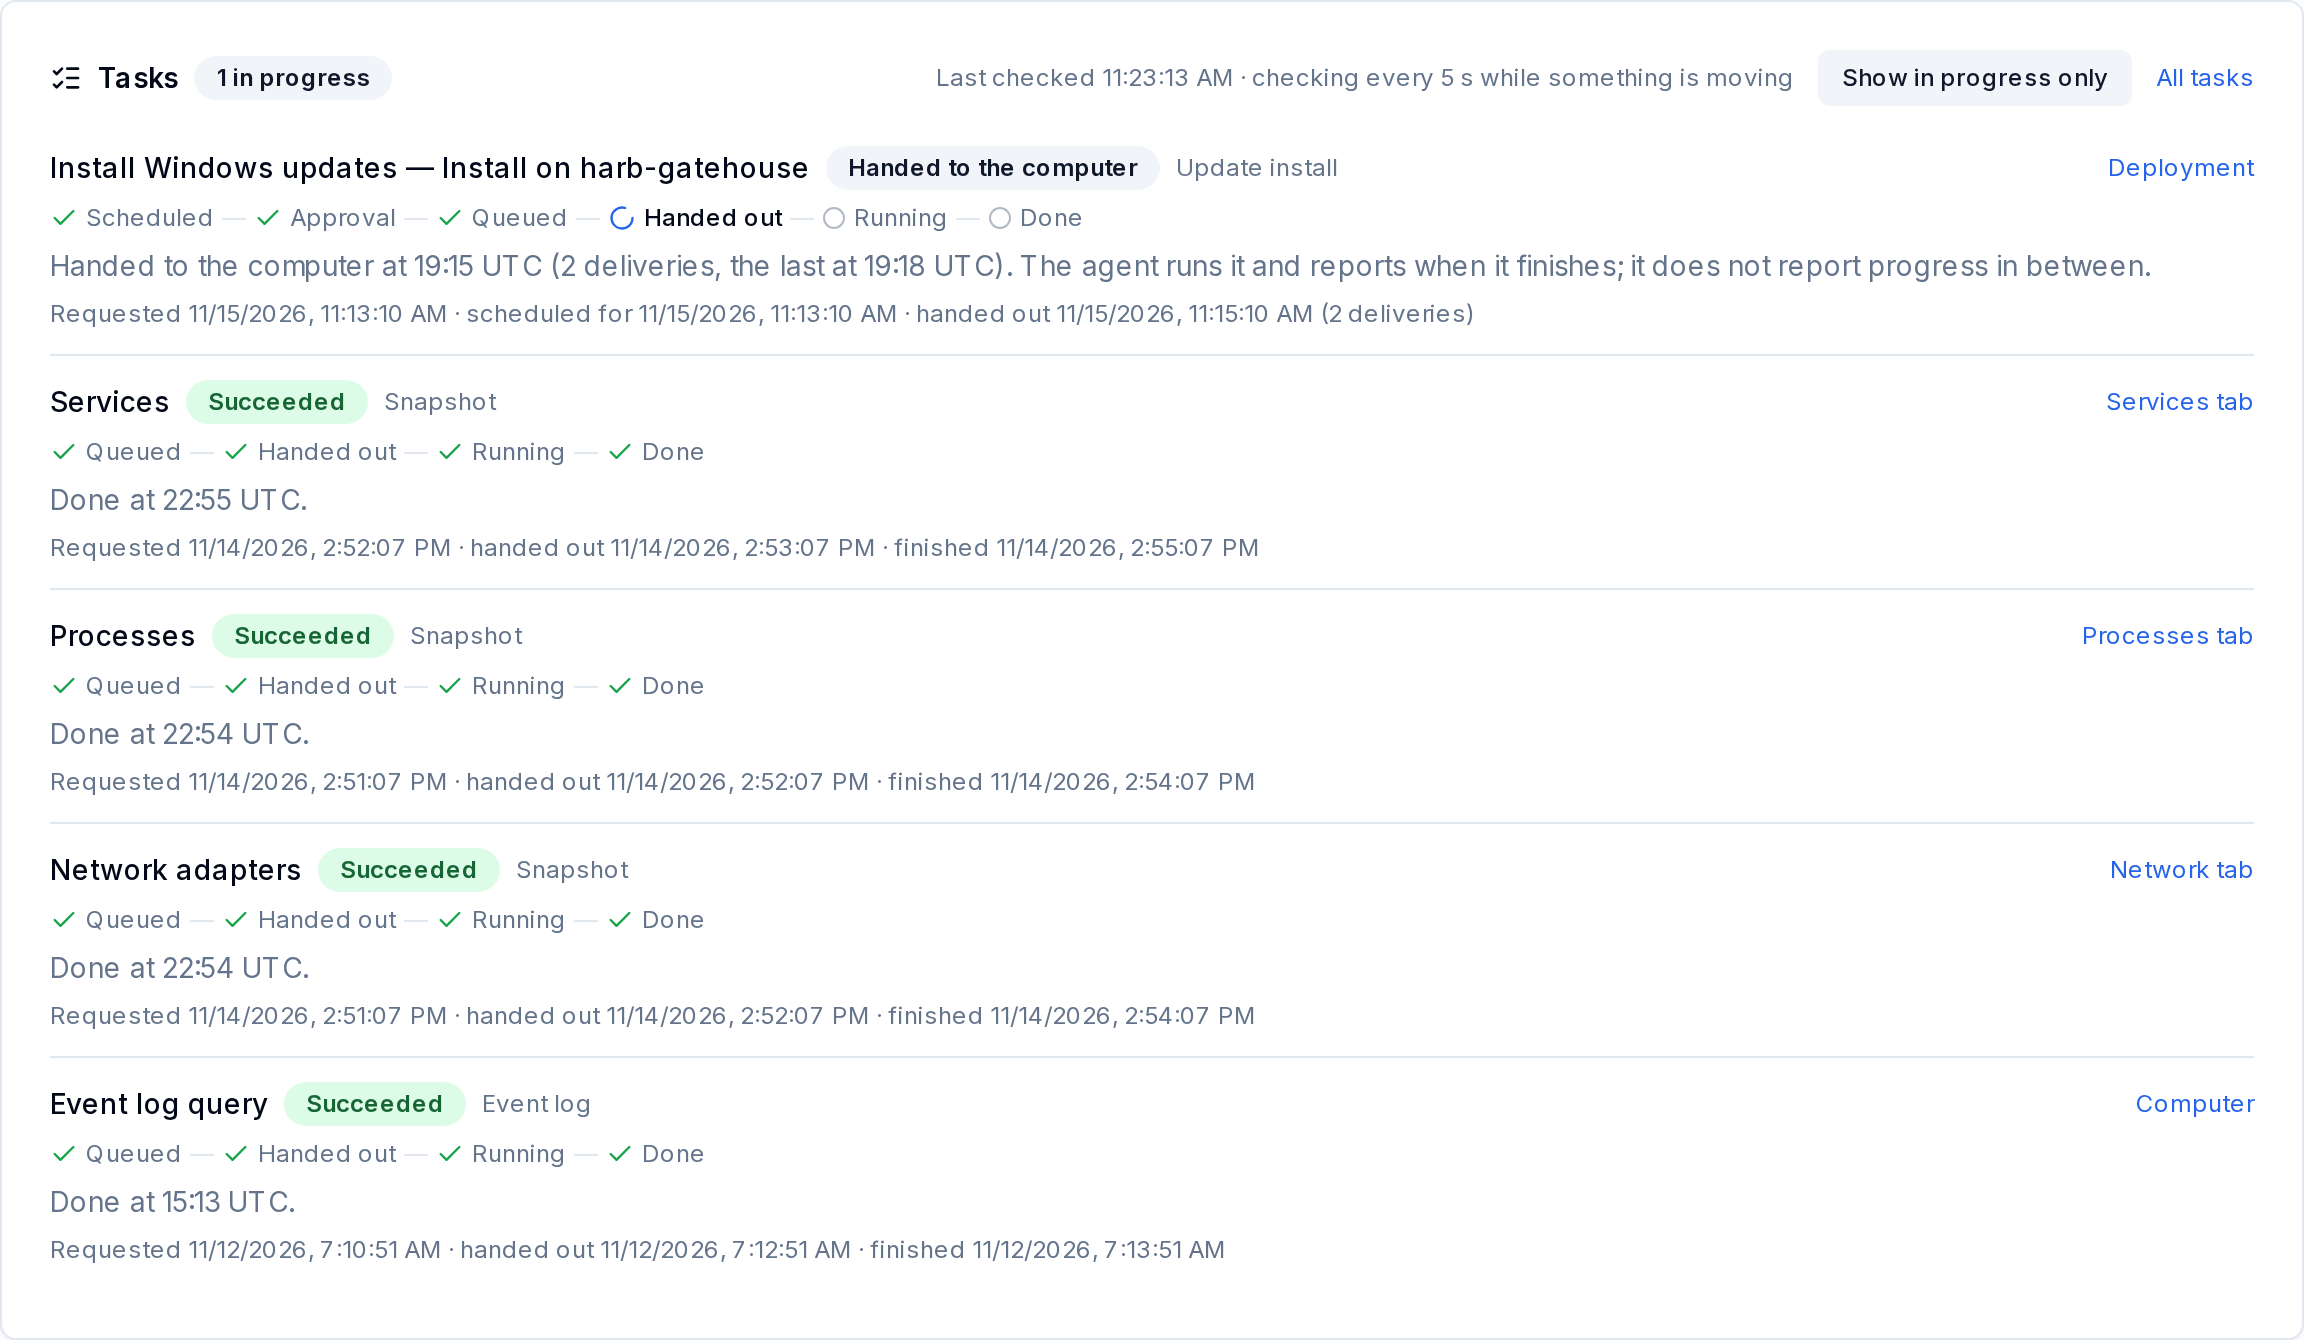 Tasks 1 in progress Last checked 11:23:13 AM · checking every 5 s while something is moving Show in progress only All tasks
Install Windows updates — Install on harb-gatehouse Handed to the computer Update install Deployment
Scheduled Approval Queued Handed out Running Done
Handed to the computer at 19:15 UTC (2 deliveries, the last at 19:18 UTC). The agent runs it and reports when it finishes; it does not report progress in between.
Requested 11/15/2026, 11:13:10 AM · scheduled for 11/15/2026, 11:13:10 AM · handed out 11/15/2026, 11:15:10 AM (2 deliveries)
Services Succeeded Snapshot Services tab
Queued Handed out Running Done
Done at 22:55 UTC.
Requested 11/14/2026, 2:52:07 PM · handed out 11/14/2026, 2:53:07 PM · finished 11/14/2026, 2:55:07 PM
Processes Succeeded Snapshot Processes tab
Queued Handed out Running Done
Done at 22:54 UTC.
Requested 11/14/2026, 2:51:07 PM · handed out 11/14/2026, 2:52:07 PM · finished 11/14/2026, 2:54:07 PM
Network adapters Succeeded Snapshot Network tab
Queued Handed out Running Done
Done at 22:54 UTC.
Requested 11/14/2026, 2:51:07 PM · handed out 11/14/2026, 2:52:07 PM · finished 11/14/2026, 2:54:07 PM
Event log query Succeeded Event log Computer
Queued Handed out Running Done
Done at 15:13 UTC.
Requested 11/12/2026, 7:10:51 AM · handed out 11/12/2026, 7:12:51 AM · finished 11/12/2026, 7:13:51 AM